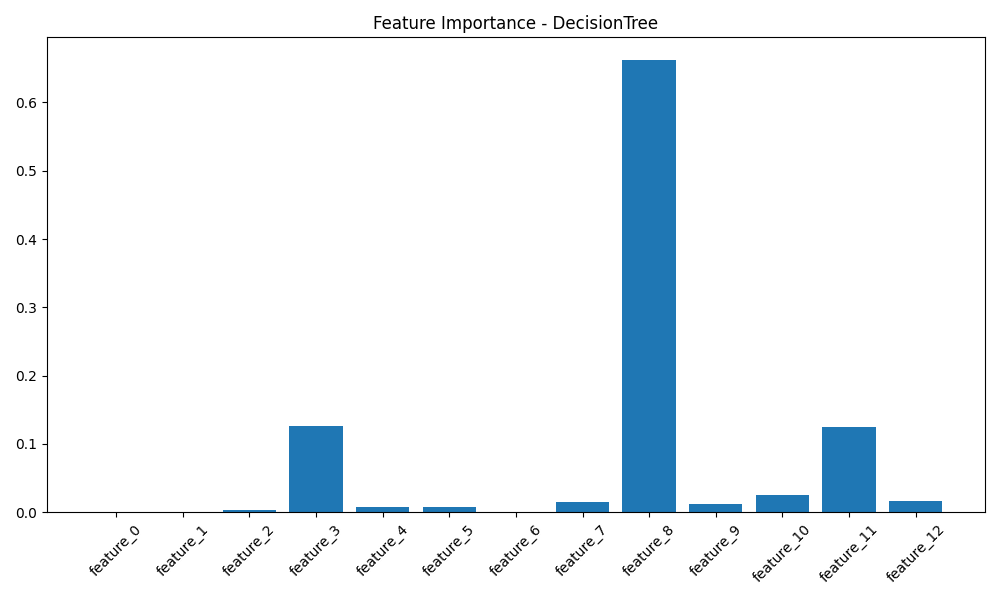 Feature Importance - DecisionTree
0.6
0.5
0.4
0.3
0.2
0.1
0.0
feature_0
feature_1
feature_2
feature_3
feature_4
feature_5
feature_6
feature_7
feature_8
feature_9
feature_10
feature_11
feature_12